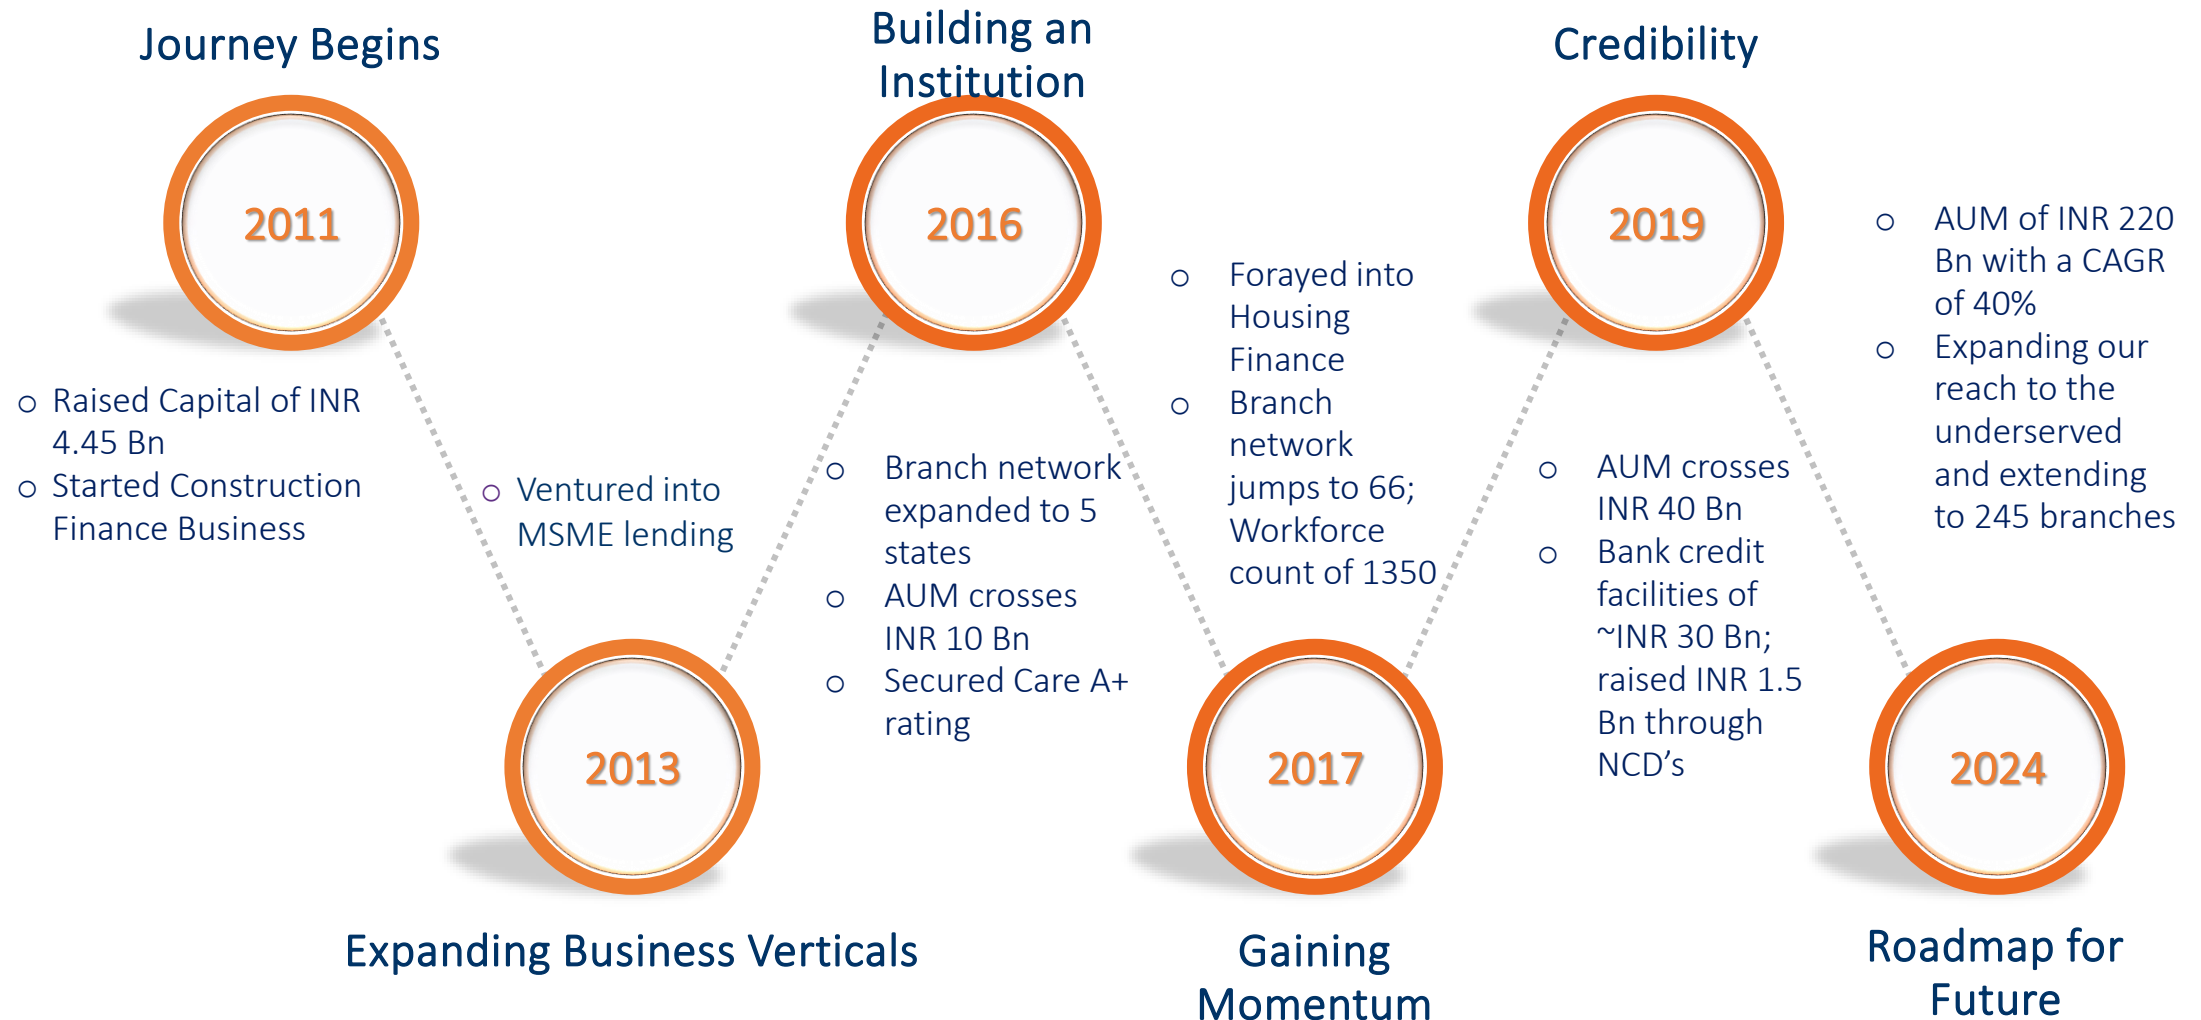 Journey Begins
2011
o Raised Capital of INR
4.45 Bn
o Started Construction
Finance Business
o Ventured into
MSME lending
2013
Expanding Business Verticals
Building an
Institution
2016
o Branch network
expanded to 5
states
o AUM crosses
INR 10 Bn
o Secured Care A+
rating
o Forayed into
Housing
Finance
o Branch
network
jumps to 66;
Workforce
count of 1350
2017
Gaining
Momentum
Credibility
2019
o AUM crosses
INR 40 Bn
o Bank credit
facilities of
~INR 30 Bn;
raised INR 1.5
Bn through
NCD’s
o AUM of INR 220
Bn with a CAGR
of 40%
o Expanding our
reach to the
underserved
and extending
to 245 branches
2024
Roadmap for
Future